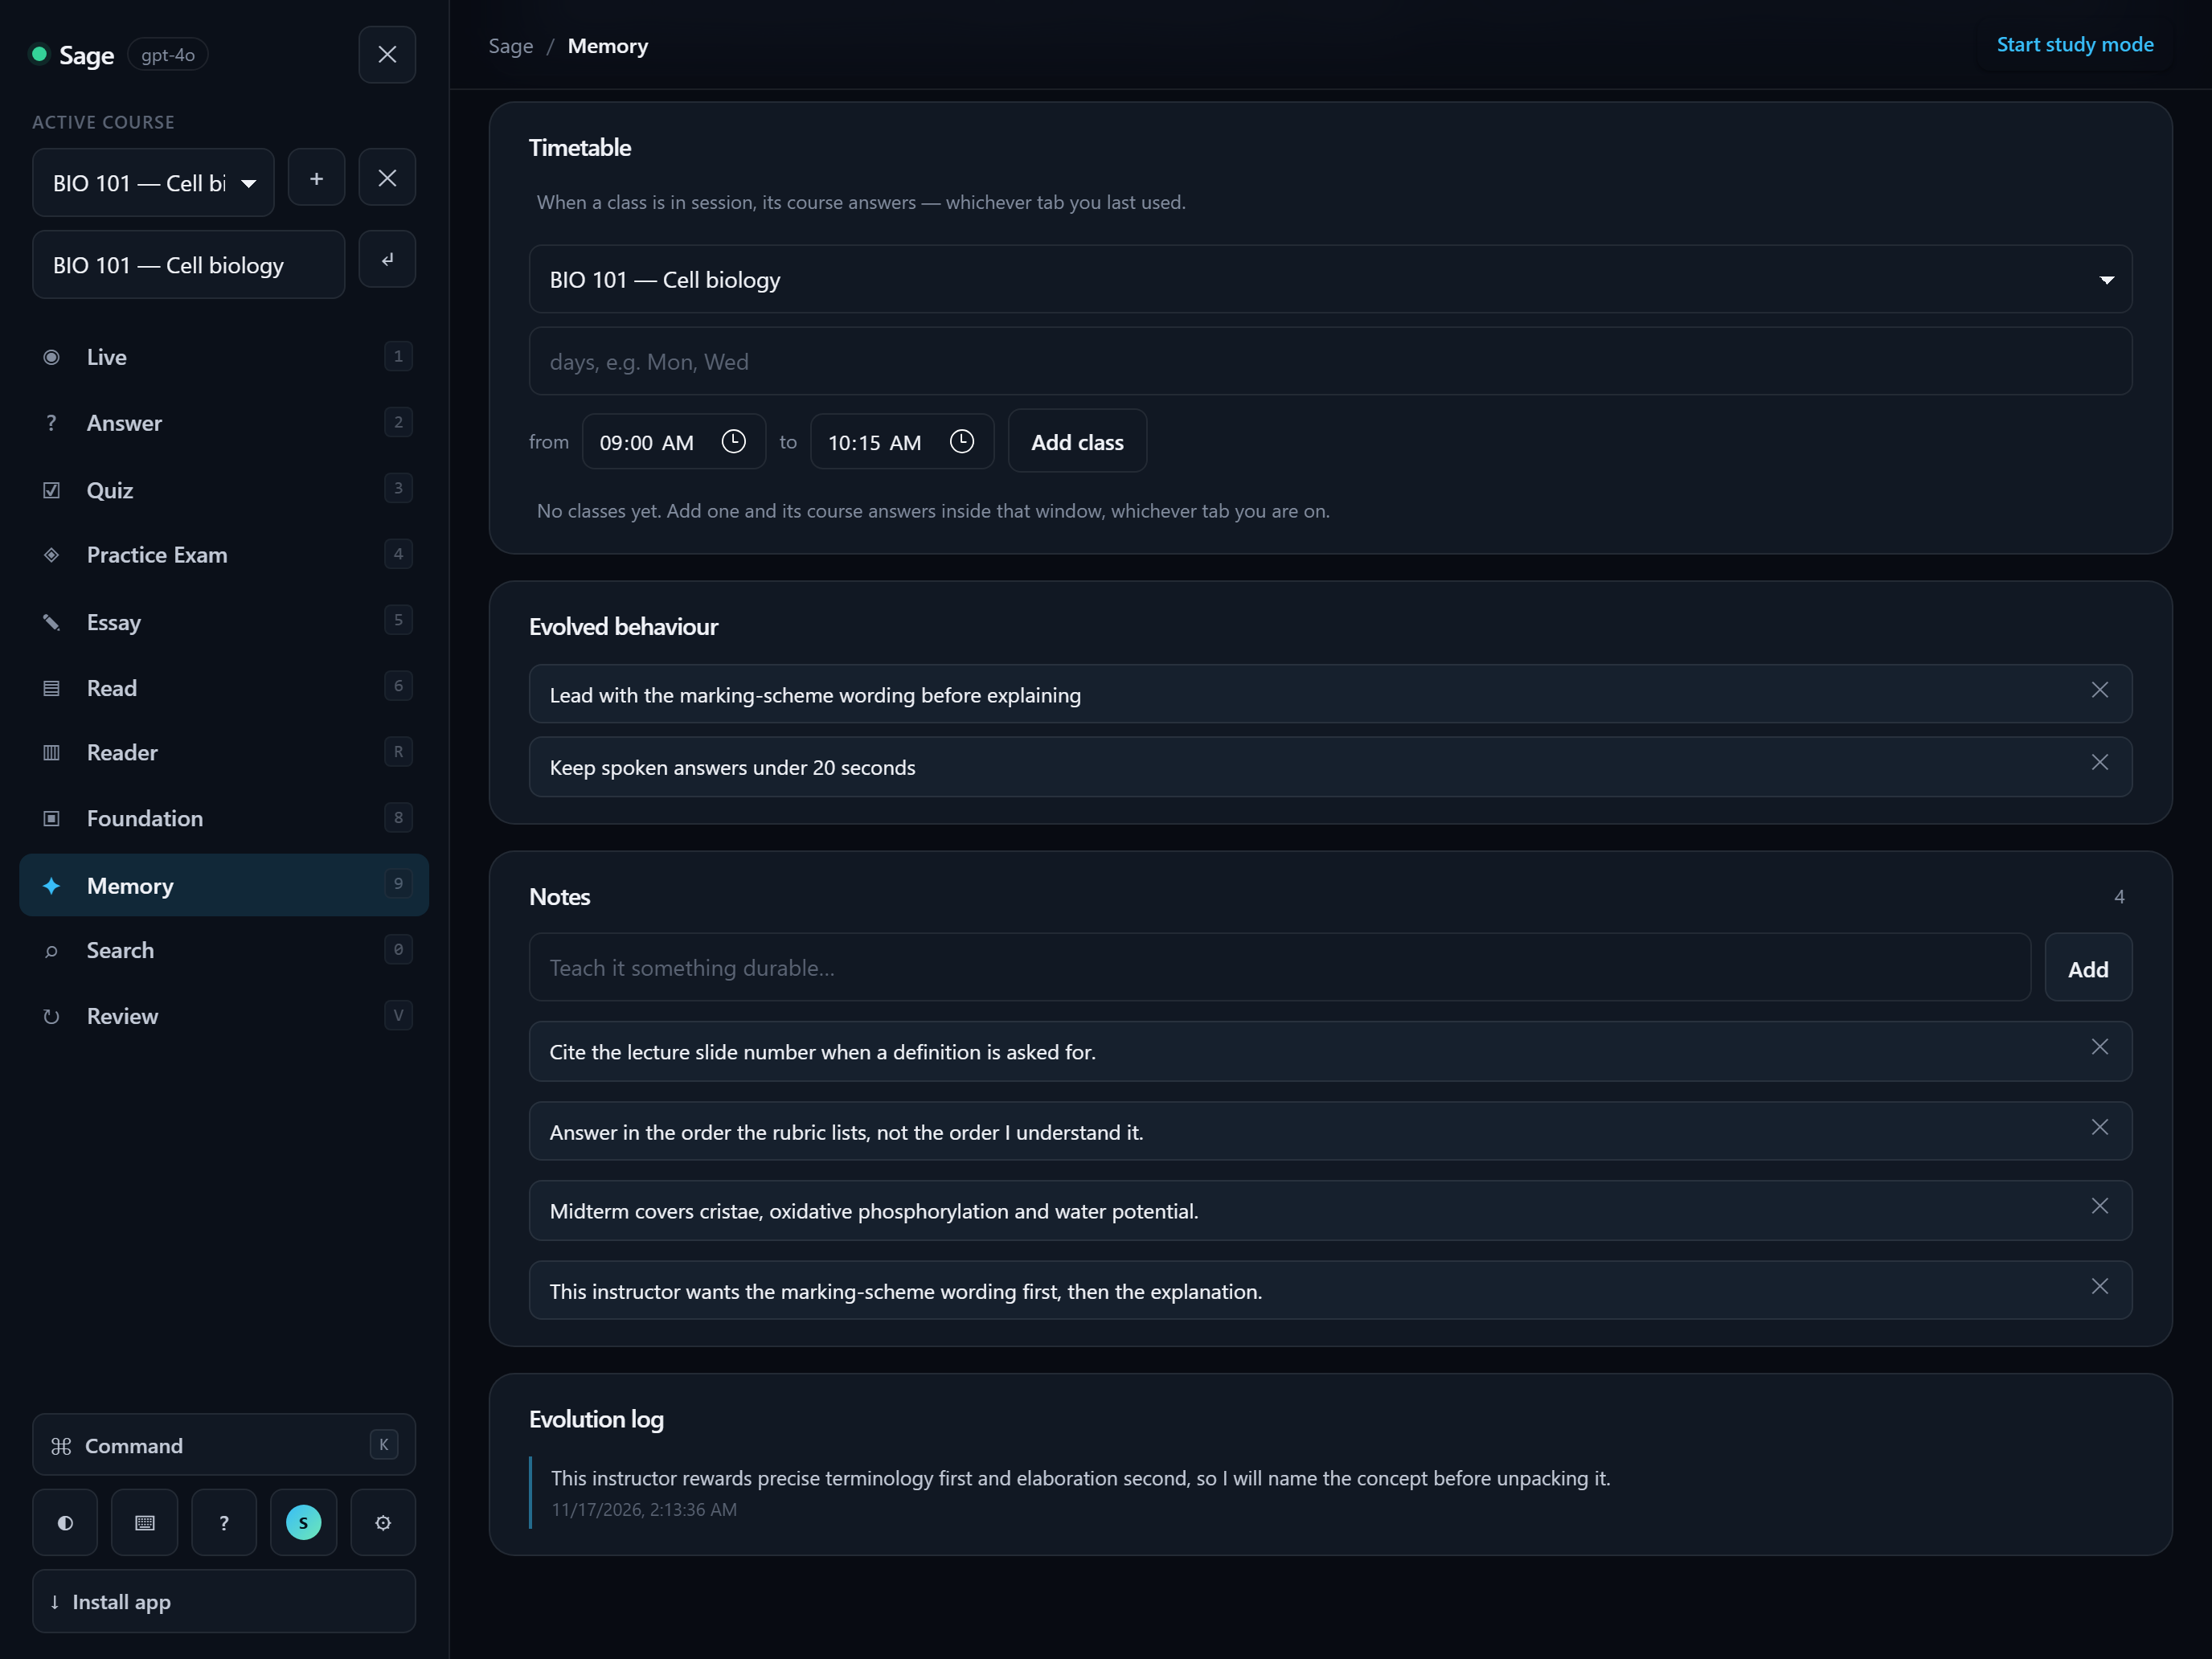 Sage
gpt-4o
ACTIVE COURSE
BIO 101 — Cell bi
+
BIO 101 — Cell biology
Live 1
? Answer 2
Quiz 3
Practice Exam 4
Essay 5
Read 6
Reader R
Foundation 8
Memory 9
Search 0
Review V
⌘ Command K
?
S
↓ Install app
Sage / Memory
Start study mode
Timetable
When a class is in session, its course answers — whichever tab you last used.
BIO 101 — Cell biology
days, e.g. Mon, Wed
from 09:00 AM to 10:15 AM Add class
No classes yet. Add one and its course answers inside that window, whichever tab you are on.
Evolved behaviour
Lead with the marking-scheme wording before explaining
Keep spoken answers under 20 seconds
Notes 4
Teach it something durable...
Add
Cite the lecture slide number when a definition is asked for.
Answer in the order the rubric lists, not the order I understand it.
Midterm covers cristae, oxidative phosphorylation and water potential.
This instructor wants the marking-scheme wording first, then the explanation.
Evolution log
This instructor rewards precise terminology first and elaboration second, so I will name the concept before unpacking it.
11/17/2026, 2:13:36 AM